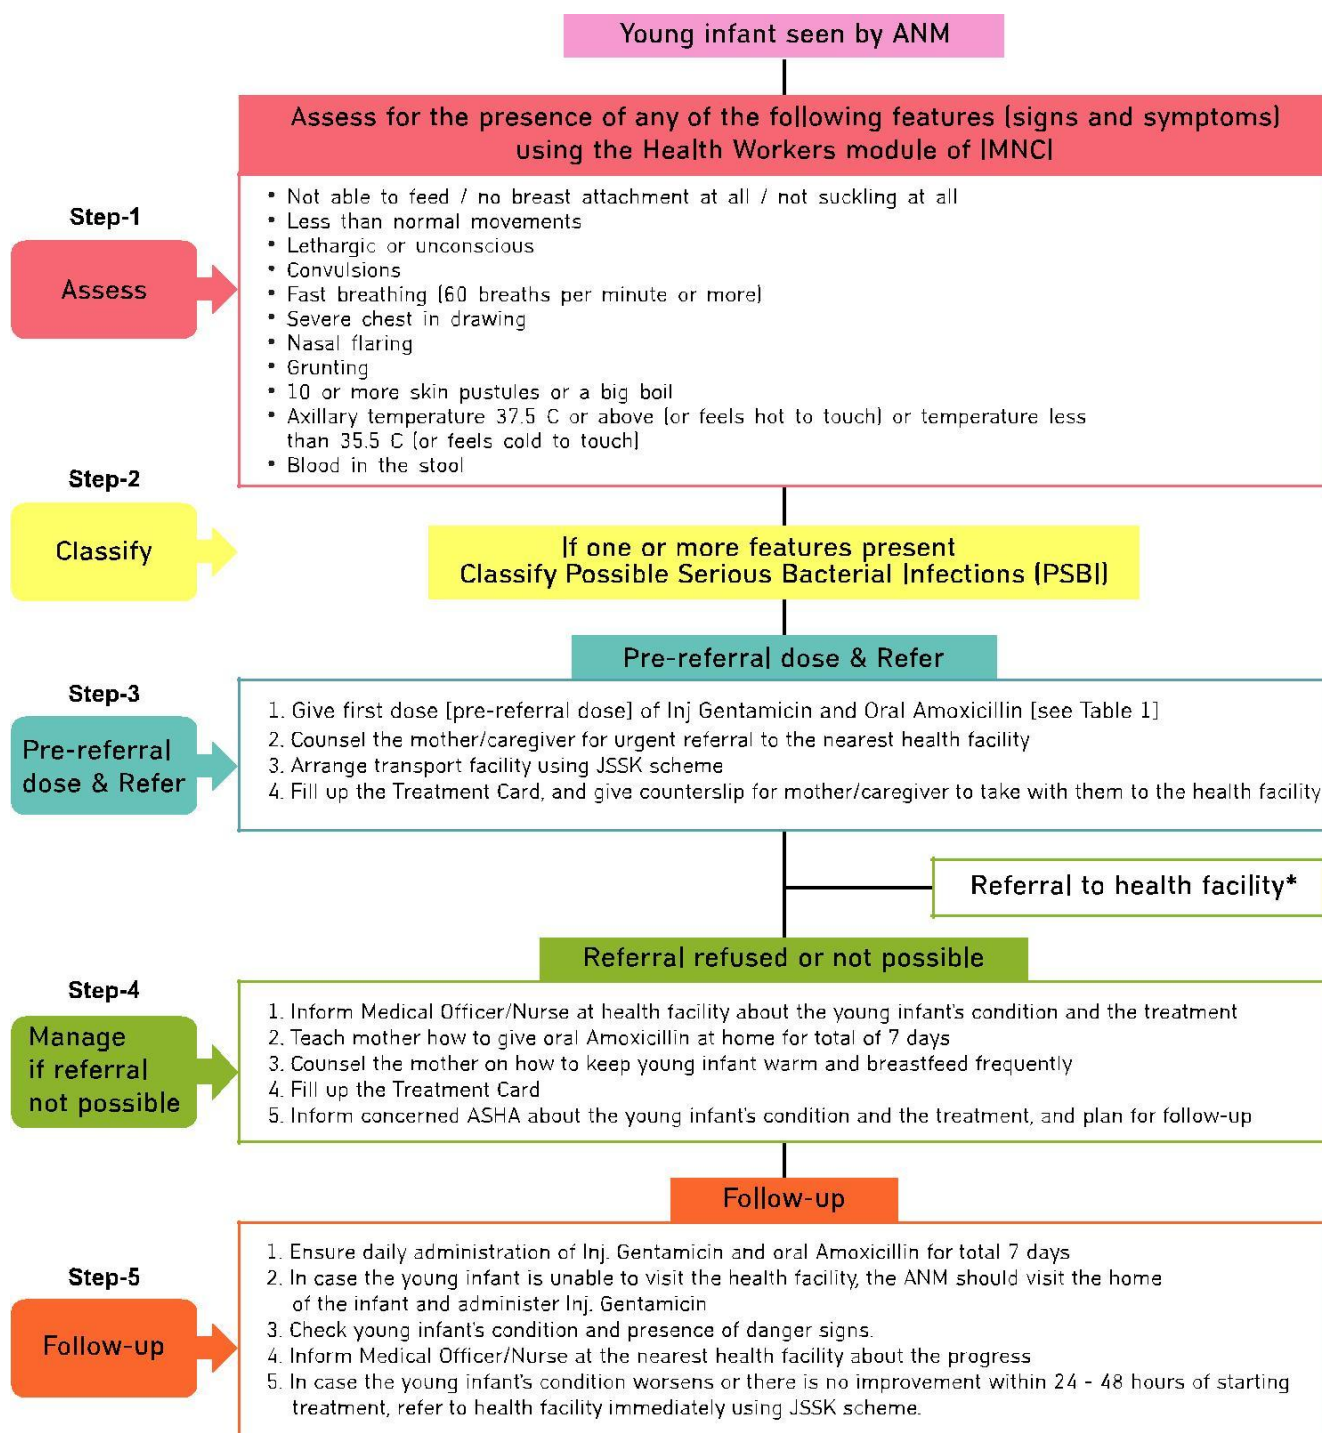 Young infant seen by ANM
Assess for the presence of any of the following features (signs and symptoms)
using the Health Workers module of IMNCI
Step-1
Assess
• Not able to feed / no breast attachment at all / not suckling at all
• Less than normal movements
• Lethargic or unconscious
• Convulsions
• Fast breathing (60 breaths per minute or more)
• Severe chest in drawing
• Nasal flaring
• Grunting
• 10 or more skin pustules or a big boil
• Axillary temperature 37.5 C or above (or feels hot to touch) or temperature less
than 35.5 C (or feels cold to touch)
• Blood in the stool
Step-2
Classify
If one or more features present
Classify Possible Serious Bacterial Infections (PSBI)
Pre-referral dose & Refer
Step-3
Pre-referral
dose & Refer
1. Give first dose [pre-referral dose] of Inj Gentamicin and Oral Amoxicillin [see Table 1]
2. Counsel the mother/caregiver for urgent referral to the nearest health facility
3. Arrange transport facility using JSSK scheme
4. Fill up the Treatment Card, and give counterslip for mother/caregiver to take with them to the health facility
Referral to health facility*
Referral refused or not possible
Step-4
Manage
if referral
not possible
1. Inform Medical Officer/Nurse at health facility about the young infant's condition and the treatment
2. Teach mother how to give oral Amoxicillin at home for total of 7 days
3. Counsel the mother on how to keep young infant warm and breastfeed frequently
4. Fill up the Treatment Card
5. Inform concerned ASHA about the young infant's condition and the treatment, and plan for follow-up
Follow-up
Step-5
Follow-up
1. Ensure daily administration of Inj. Gentamicin and oral Amoxicillin for total 7 days
2. In case the young infant is unable to visit the health facility, the ANM should visit the home
of the infant and administer Inj. Gentamicin
3. Check young infant's condition and presence of danger signs.
4. Inform Medical Officer/Nurse at the nearest health facility about the progress
5. In case the young infant's condition worsens or there is no improvement within 24 - 48 hours of starting
treatment, refer to health facility immediately using JSSK scheme.